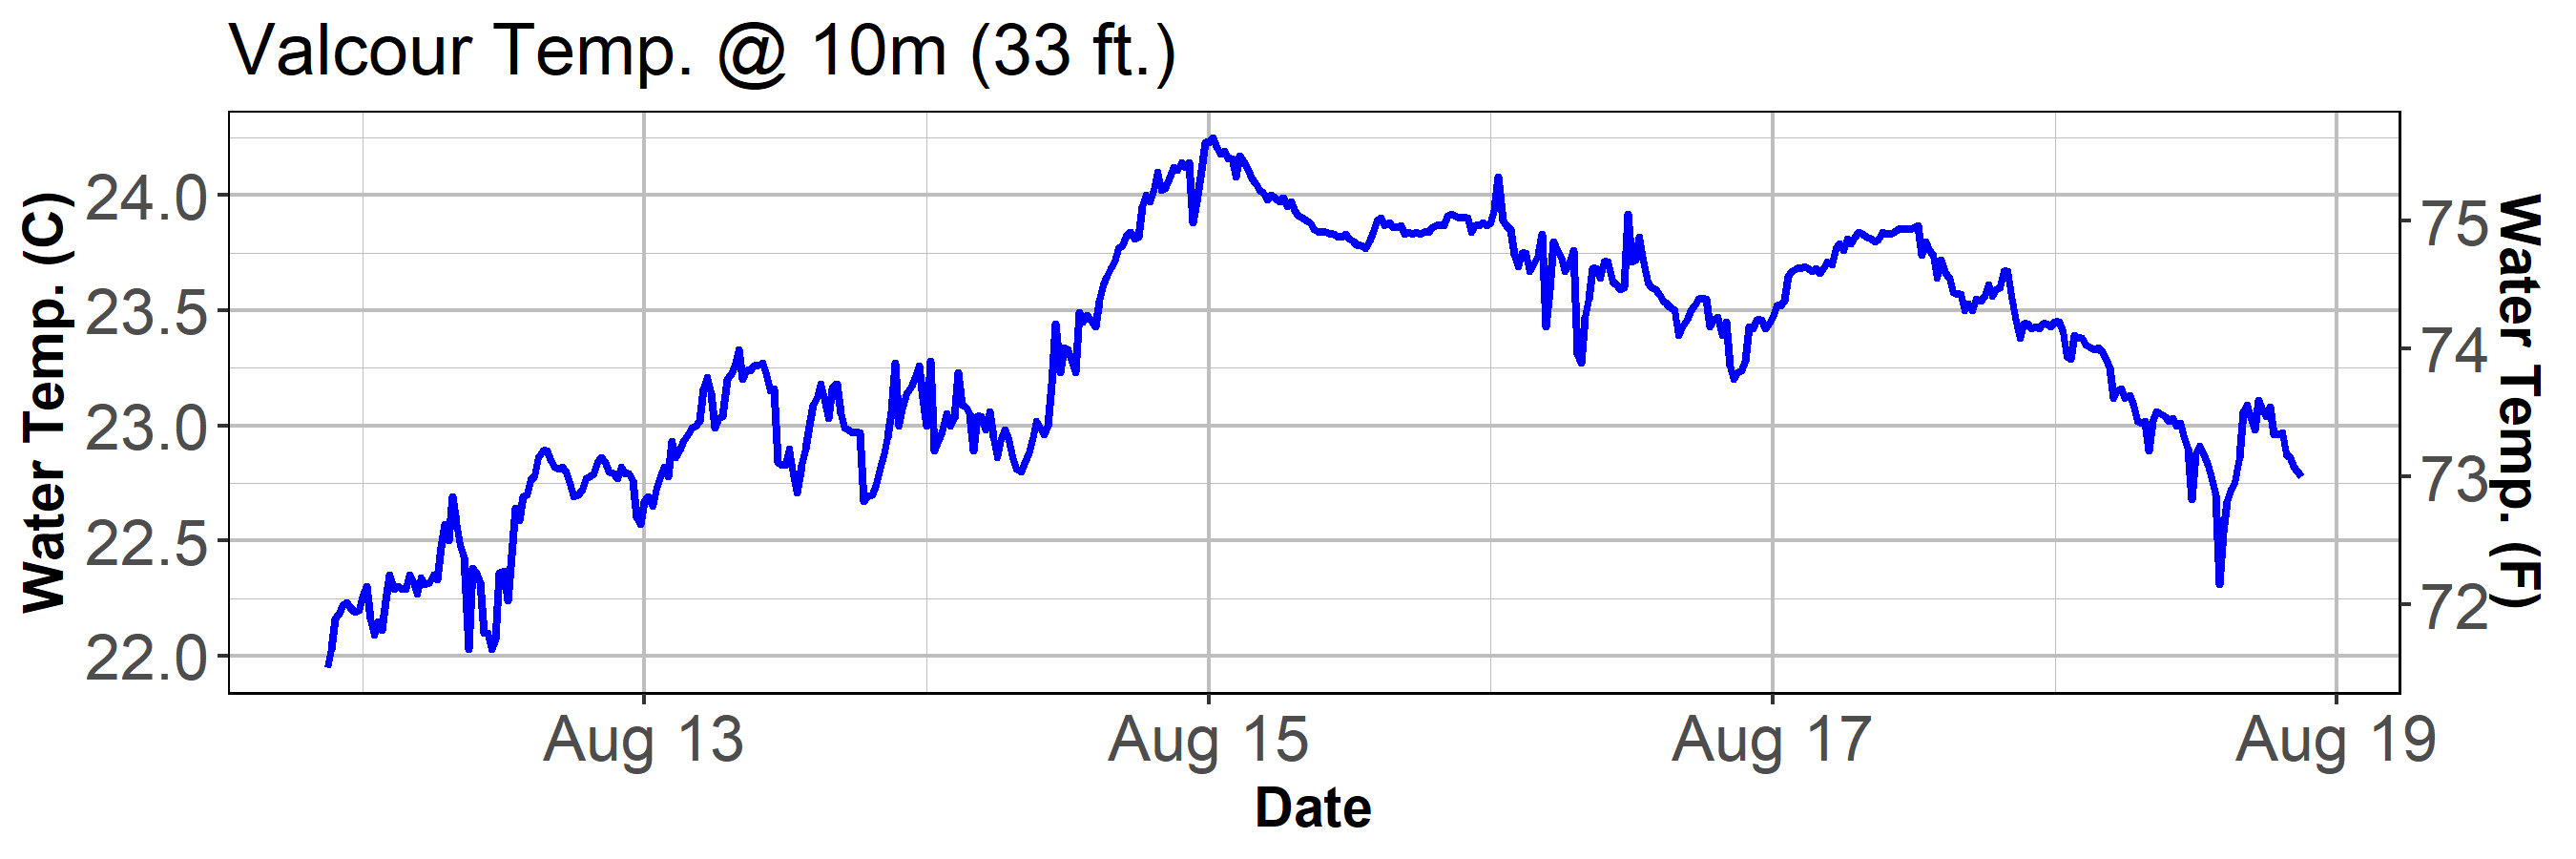 Valcour Temp. @ 10m (33 ft.)
Water Temp. (C)
24.0
23.5
23.0
22.5
22.0
75
74
73
72
Water Temp. (F)
Aug 13
Aug 15
Aug 17
Aug 19
Date